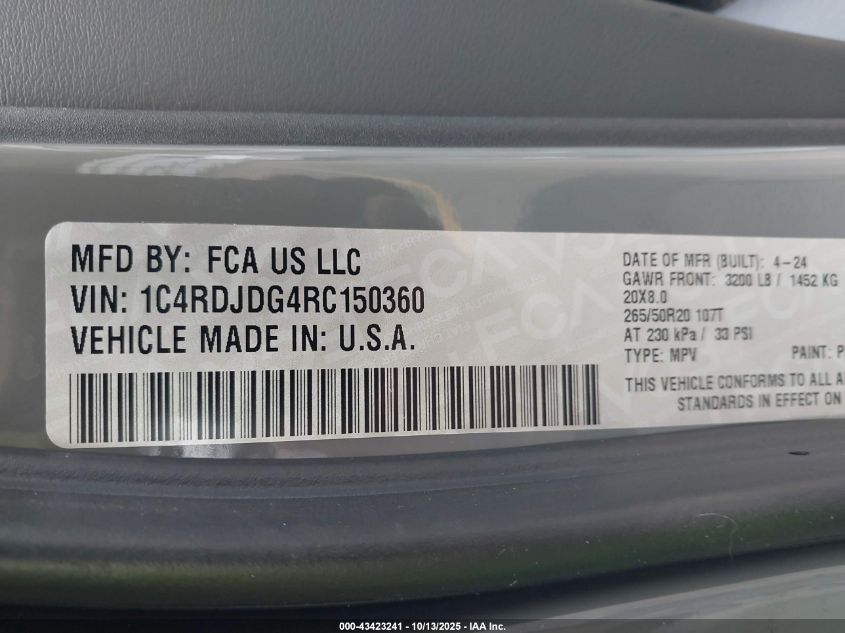 MFD BY: FCA US LLC
VIN: 1C4RDJDG4RC150360
VEHICLE MADE IN: U.S.A.
DATE OF MFR (BUILT): 4-24
GAWR FRONT: 3200 LB / 1452 KG
20X8.0
265/50R20 107T
AT 230 kPa / 33 PSI
TYPE: MPV PAINT: P
THIS VEHICLE CONFORMS TO ALL
STANDARDS IN EFFECT ON
000-43423241 - 10/13/2025 - IAA Inc.